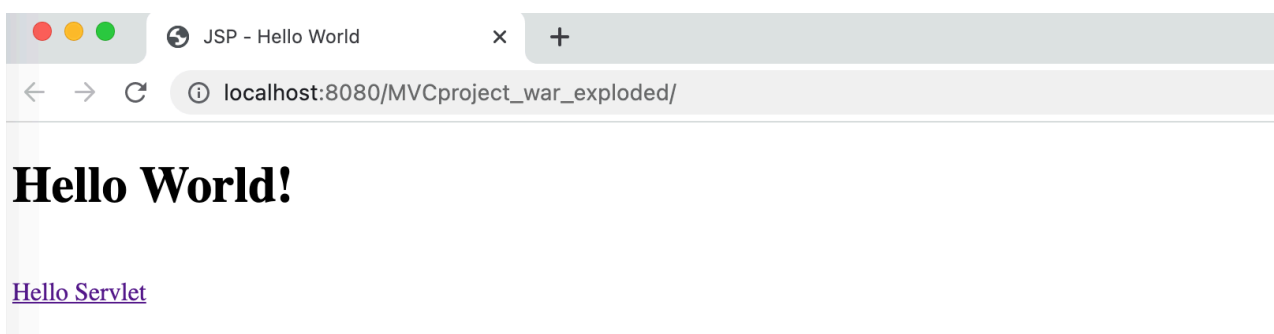 JSP - Hello World
localhost:8080/MVCproject_war_exploded/
Hello World!
Hello Servlet